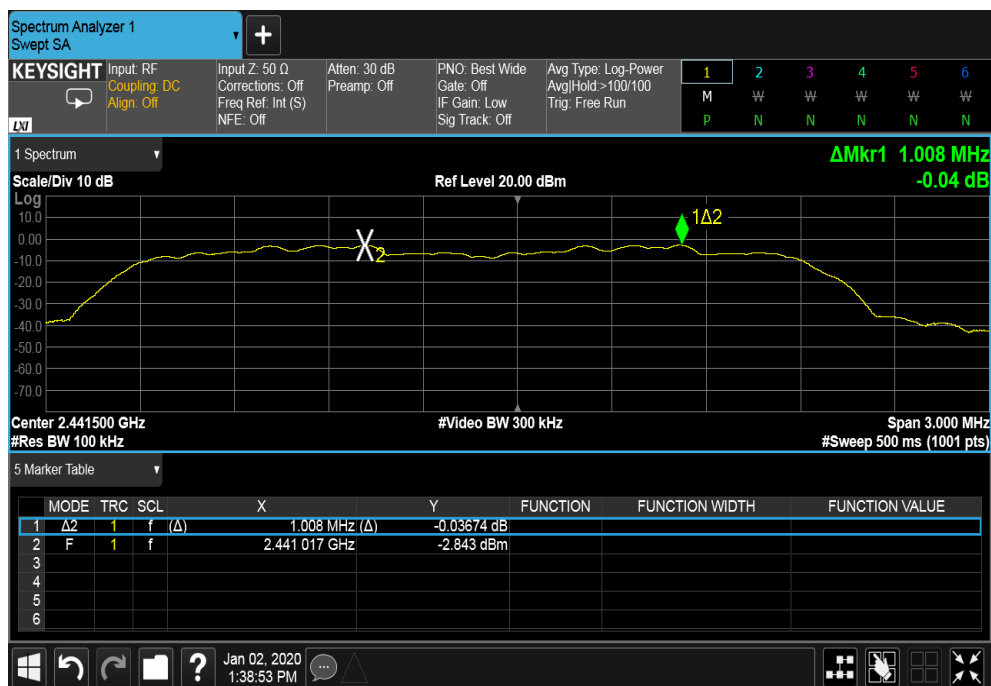 Spectrum Analyzer 1
Swept SA
+
KEYSIGHT
LXI
Input: RF
Coupling: DC
Align: Off
Input Z: 50 Ω
Corrections: Off
Freq Ref: Int (S)
NFE: Off
Atten: 30 dB
Preamp: Off
PNO: Best Wide
Gate: Off
IF Gain: Low
Sig Track: Off
Avg Type: Log-Power
Avg|Hold:>100/100
Trig: Free Run
1 2 3 4 5 6
M W W W W W
P N N N N N
1 Spectrum
ΔMkr1 1.008 MHz
-0.04 dB
Scale/Div 10 dB
Ref Level 20.00 dBm
Log
10.0
0.00
-10.0
-20.0
-30.0
-40.0
-50.0
-60.0
-70.0
1Δ2
2
Center 2.441500 GHz
#Video BW 300 kHz
Span 3.000 MHz
#Res BW 100 kHz
#Sweep 500 ms (1001 pts)
5 Marker Table
MODE TRC SCL X Y FUNCTION FUNCTION WIDTH FUNCTION VALUE
1 Δ2 1 f (Δ) 1.008 MHz (Δ) -0.03674 dB
2 F 1 f 2.441 017 GHz -2.843 dBm
3
4
5
6
?
Jan 02, 2020
1:38:53 PM